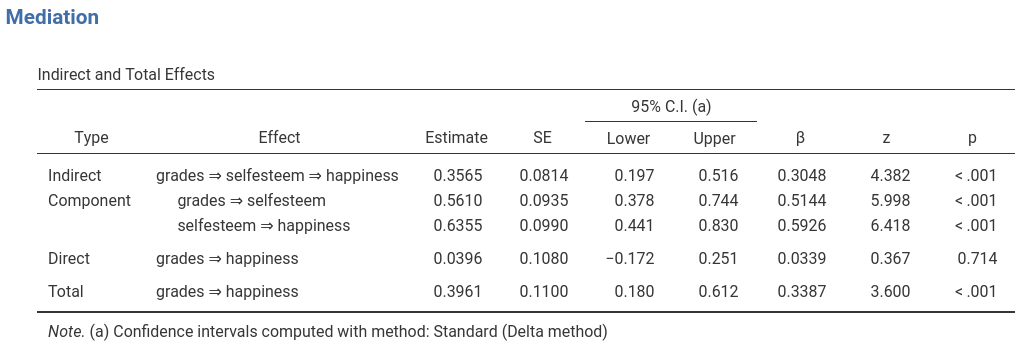 Mediation
Indirect and Total Effects
95% C.I. (a)
Type Effect Estimate SE Lower Upper β z p
Indirect grades ⇒ selfesteem ⇒ happiness 0.3565 0.0814 0.197 0.516 0.3048 4.382 < .001
Component grades ⇒ selfesteem 0.5610 0.0935 0.378 0.744 0.5144 5.998 < .001
selfesteem ⇒ happiness 0.6355 0.0990 0.441 0.830 0.5926 6.418 < .001
Direct grades ⇒ happiness 0.0396 0.1080 −0.172 0.251 0.0339 0.367 0.714
Total grades ⇒ happiness 0.3961 0.1100 0.180 0.612 0.3387 3.600 < .001
Note. (a) Confidence intervals computed with method: Standard (Delta method)